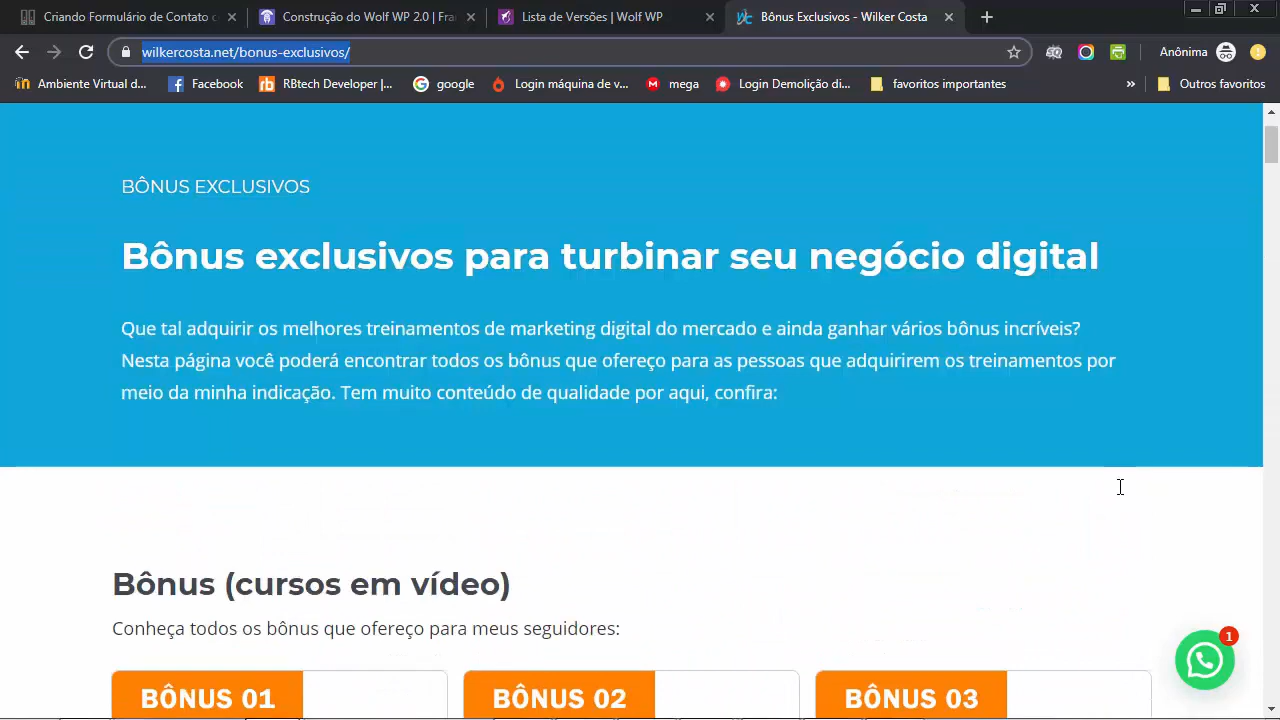 Criando Formulário de Contato c
Construção do Wolf WP 2.0 | Fra
Lista de Versões | Wolf WP
Bônus Exclusivos - Wilker Costa
wilkercosta.net/bonus-exclusivos/
Anônima
Ambiente Virtual d...
Facebook
RBtech Developer |...
google
Login máquina de v...
mega
Login Demolição di...
favoritos importantes
»
Outros favoritos
BÔNUS EXCLUSIVOS
Bônus exclusivos para turbinar seu negócio digital
Que tal adquirir os melhores treinamentos de marketing digital do mercado e ainda ganhar vários bônus incríveis?
Nesta página você poderá encontrar todos os bônus que ofereço para as pessoas que adquirirem os treinamentos por
meio da minha indicação. Tem muito conteúdo de qualidade por aqui, confira:
Bônus (cursos em vídeo)
Conheça todos os bônus que ofereço para meus seguidores:
1
BÔNUS 01
BÔNUS 02
BÔNUS 03